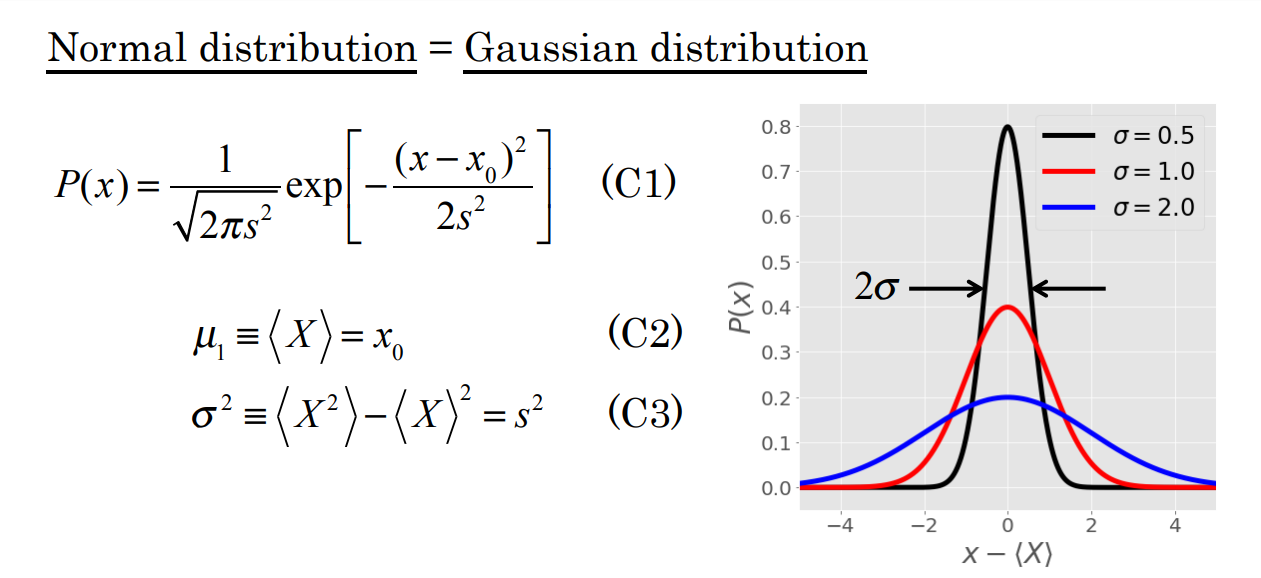 Normal distribution = Gaussian distribution
P(x) = 1/√(2πs²) exp[−(x−x₀)²/2s²] (C1)
μ₁ ≡ ⟨X⟩ = x₀ (C2)
σ² ≡ ⟨X²⟩−⟨X⟩² = s² (C3)
σ = 0.5
σ = 1.0
σ = 2.0
2σ
P(x)
0.8
0.7
0.6
0.5
0.4
0.3
0.2
0.1
0.0
−4 −2 0 2 4
x − ⟨X⟩